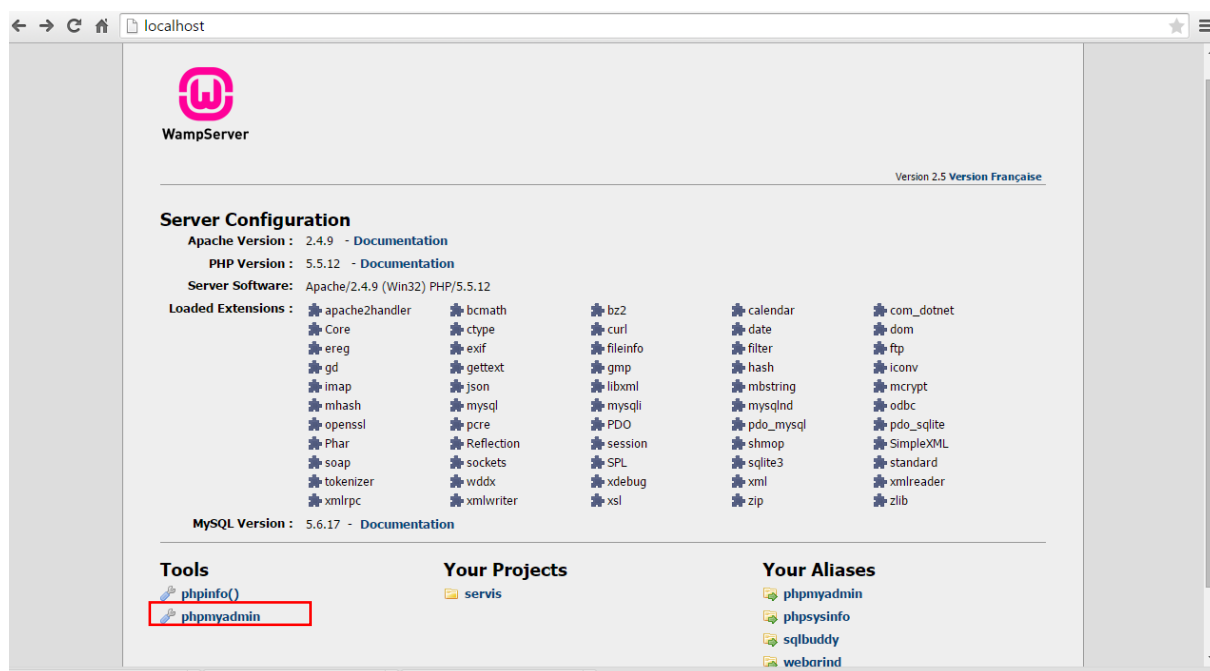 localhost
WampServer
Version 2.5 Version Française
Server Configuration
Apache Version : 2.4.9 - Documentation
PHP Version : 5.5.12 - Documentation
Server Software: Apache/2.4.9 (Win32) PHP/5.5.12
Loaded Extensions : apache2handler bcmath bz2 calendar com_dotnet
Core ctype curl date dom
ereg exif fileinfo filter ftp
gd gettext gmp hash iconv
imap json libxml mbstring mcrypt
mhash mysql mysqli mysqlnd odbc
openssl pcre PDO pdo_mysql pdo_sqlite
Phar Reflection session shmop SimpleXML
soap sockets SPL sqlite3 standard
tokenizer wddx xdebug xml xmlreader
xmlrpc xmlwriter xsl zip zlib
MySQL Version : 5.6.17 - Documentation
Tools Your Projects Your Aliases
phpinfo() servis phpmyadmin
phpmyadmin phpsysinfo
sqlbuddy
webgrind